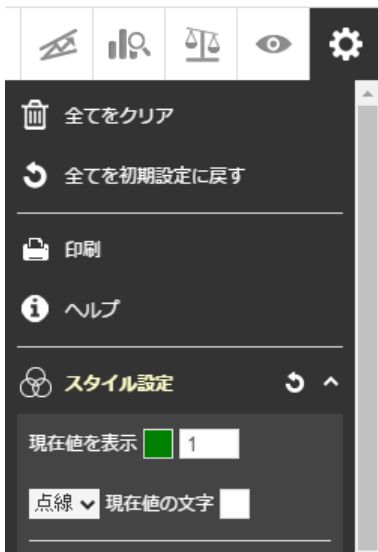 全てをクリア
全てを初期設定に戻す
印刷
ヘルプ
スタイル設定
現在値を表示 1
点線 現在値の文字